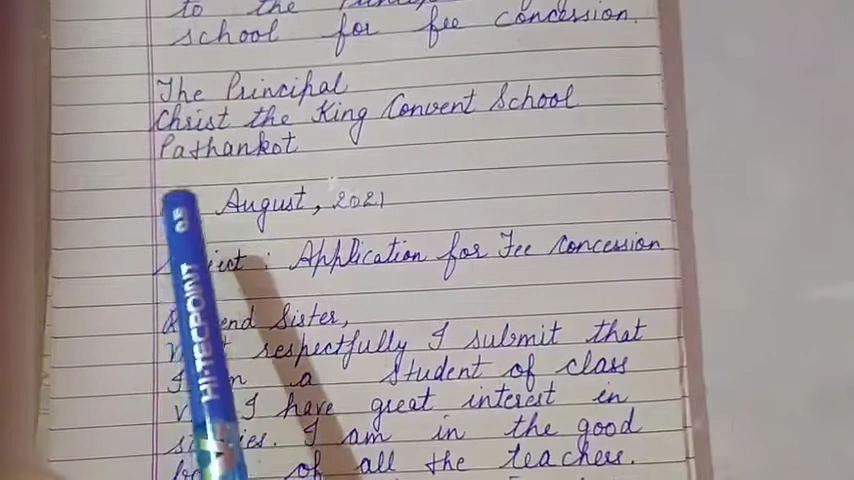 to the
school for fee concession.
The Principal
Christ the King Convent School
Pathankot
August, 2021
: Application for Fee concession
Sister,
respectfully I submit that
a student of class
I have great interest in
I am in the good
of all the teachers.
HI-TECPOINT